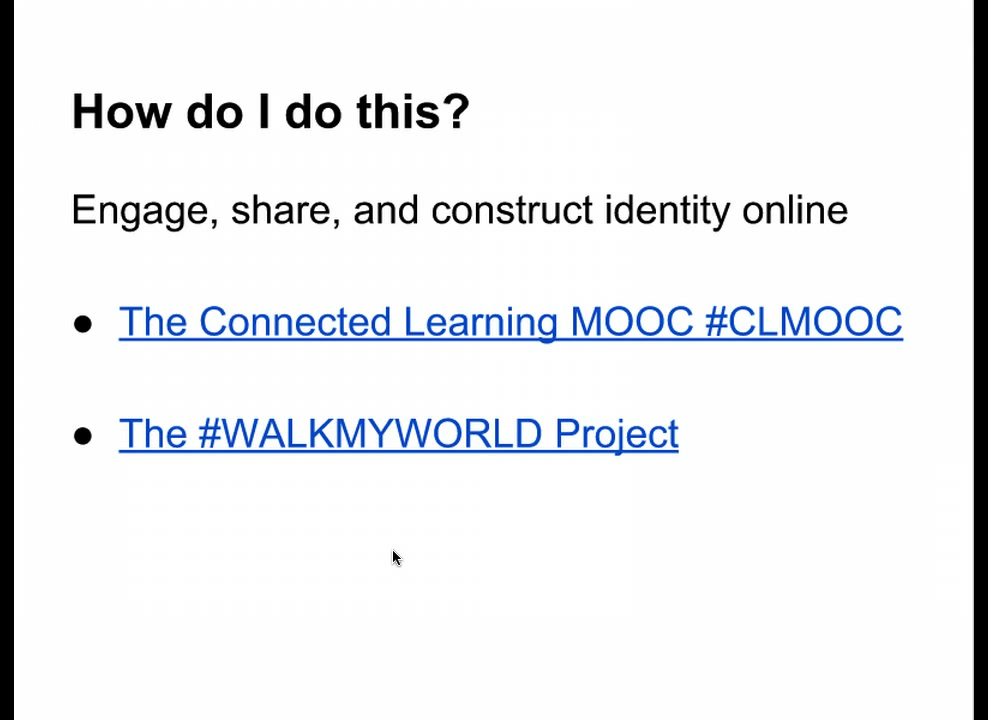 How do I do this?
Engage, share, and construct identity online
● The Connected Learning MOOC #CLMOOC
● The #WALKMYWORLD Project